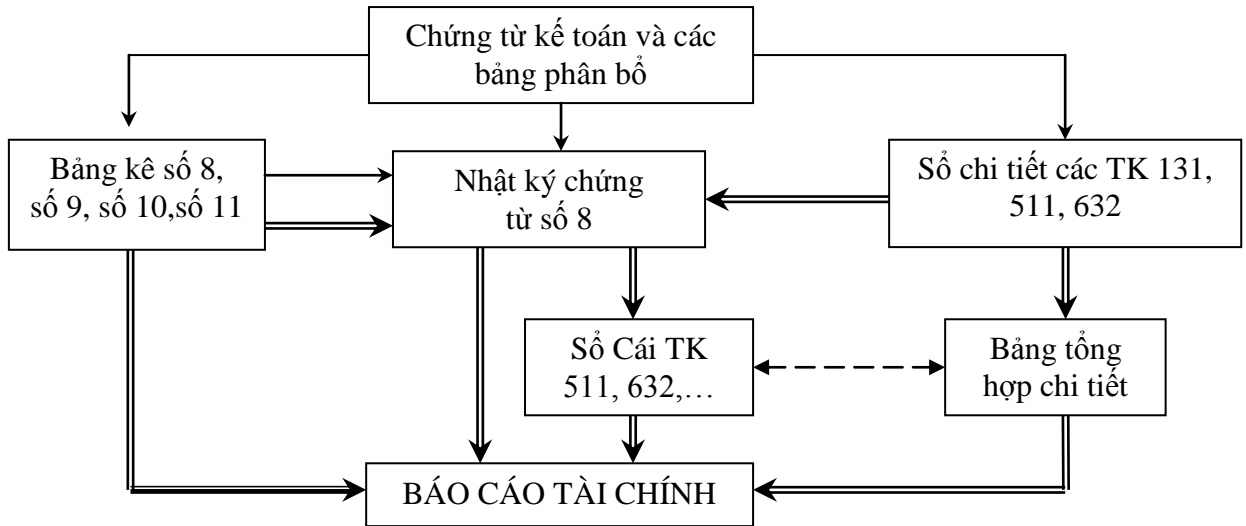 Chứng từ kế toán và các
bảng phân bổ
Bảng kê số 8,
số 9, số 10,số 11
Nhật ký chứng
từ số 8
Sổ chi tiết các TK 131,
511, 632
Sổ Cái TK
511, 632,…
Bảng tổng
hợp chi tiết
BÁO CÁO TÀI CHÍNH